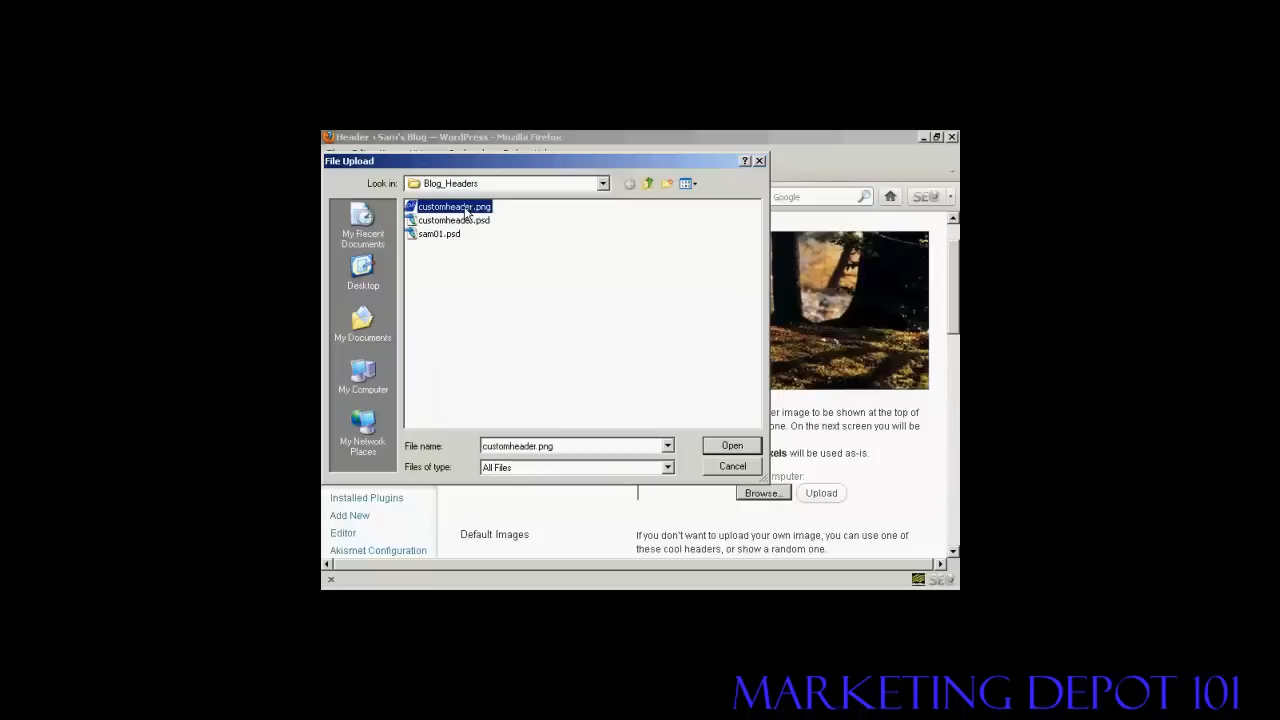 Header ‹ Sam's Blog — WordPress - Mozilla Firefox
File Upload
Look in:
Blog_Headers
Google
SE
customheader.png
customheader.psd
sam01.psd
My Recent
Documents
Desktop
My Documents
My Computer
My Network
Places
File name:
customheader.png
Open
Files of type:
All Files
Cancel
er image to be shown at the top of
one. On the next screen you will be
xels will be used as-is.
mputer:
Browse...
Upload
Installed Plugins
Add New
Editor
Akismet Configuration
Default Images
If you don't want to upload your own image, you can use one of
these cool headers, or show a random one.
SE
MARKETING DEPOT 101